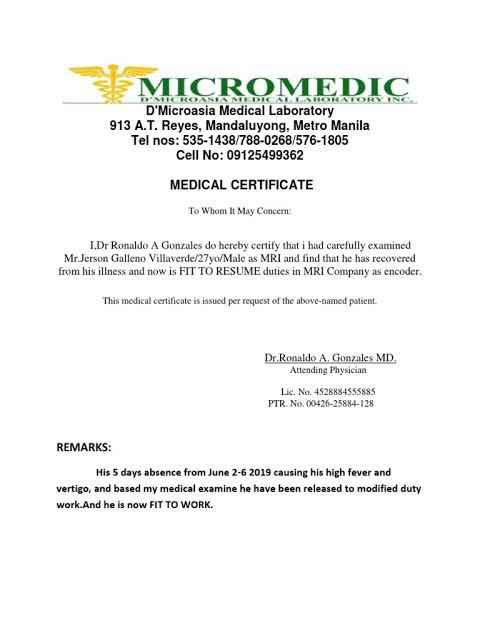 MICROMEDIC
D'MICROASIA MEDICAL LABORATORY INC.
D'Microasia Medical Laboratory
913 A.T. Reyes, Mandaluyong, Metro Manila
Tel nos: 535-1438/788-0268/576-1805
Cell No: 09125499362
MEDICAL CERTIFICATE
To Whom It May Concern:
I,Dr Ronaldo A Gonzales do hereby certify that i had carefully examined
Mr.Jerson Galleno Villaverde/27yo/Male as MRI and find that he has recovered
from his illness and now is FIT TO RESUME duties in MRI Company as encoder.
This medical certificate is issued per request of the above-named patient.
Dr.Ronaldo A. Gonzales MD.
Attending Physician
Lic. No. 4528884555885
PTR. No. 00426-25884-128
REMARKS:
His 5 days absence from June 2-6 2019 causing his high fever and
vertigo, and based my medical examine he have been released to modified duty
work.And he is now FIT TO WORK.